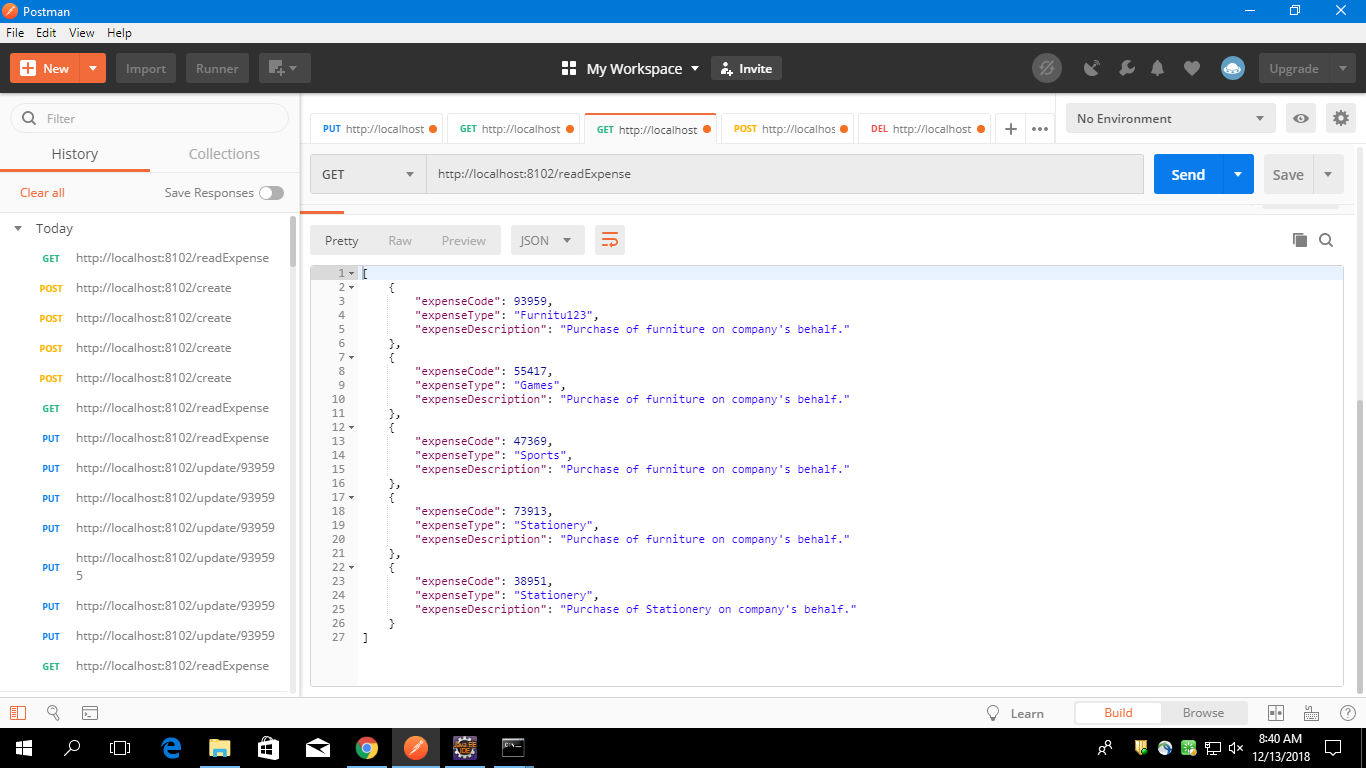 Postman
File Edit View Help
New Import Runner My Workspace Invite Upgrade
Filter
History Collections
Clear all Save Responses
Today
GET http://localhost:8102/readExpense
POST http://localhost:8102/create
POST http://localhost:8102/create
POST http://localhost:8102/create
POST http://localhost:8102/create
GET http://localhost:8102/readExpense
PUT http://localhost:8102/readExpense
PUT http://localhost:8102/update/93959
PUT http://localhost:8102/update/93959
PUT http://localhost:8102/update/93959
PUT http://localhost:8102/update/93959
5
PUT http://localhost:8102/update/93959
PUT http://localhost:8102/update/93959
GET http://localhost:8102/readExpense
PUT http://localhost GET http://localhost GET http://localhost POST http://localhos DEL http://localhost
No Environment
GET http://localhost:8102/readExpense Send Save
Pretty Raw Preview JSON
1 [
2 {
3 "expenseCode": 93959,
4 "expenseType": "Furnitu123",
5 "expenseDescription": "Purchase of furniture on company's behalf."
6 },
7 {
8 "expenseCode": 55417,
9 "expenseType": "Games",
10 "expenseDescription": "Purchase of furniture on company's behalf."
11 },
12 {
13 "expenseCode": 47369,
14 "expenseType": "Sports",
15 "expenseDescription": "Purchase of furniture on company's behalf."
16 },
17 {
18 "expenseCode": 73913,
19 "expenseType": "Stationery",
20 "expenseDescription": "Purchase of furniture on company's behalf."
21 },
22 {
23 "expenseCode": 38951,
24 "expenseType": "Stationery",
25 "expenseDescription": "Purchase of Stationery on company's behalf."
26 }
27 ]
Learn Build Browse
8:40 AM
12/13/2018